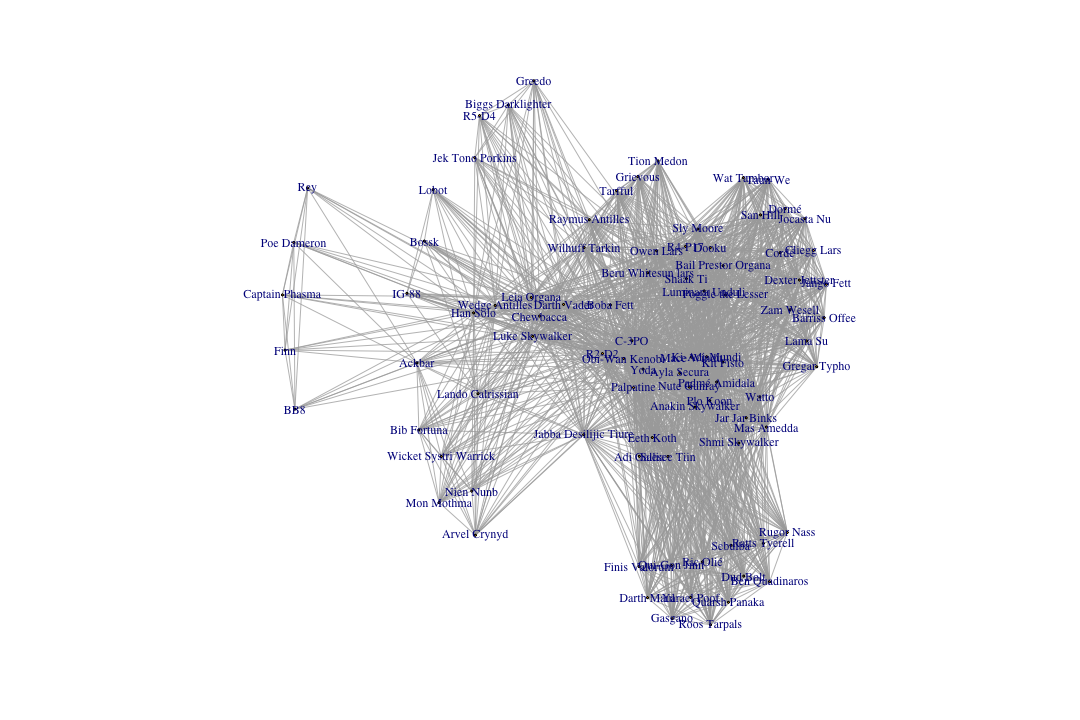 Greedo
Biggs Darklighter
R5-D4
Jek Tono Porkins
Tion Medon
Grievous
Wat Tambor
Taun We
Rey
Lobot
Tarfful
Dormé
San Hill
Jocasta Nu
Raymus Antilles
Sly Moore
Poe Dameron
Bossk
Wilhuff Tarkin
Owen Lars
R4-P17
Dooku
Cordé
Cliegg Lars
Bail Prestor Organa
Beru Whitesun lars
Shaak Ti
Dexter Jettster
Jango Fett
Captain Phasma
IG-88
Leia Organa
Luminara Unduli
Poggle the Lesser
Wedge Antilles
Darth Vader
Boba Fett
Han Solo
Chewbacca
Zam Wesell
Barriss Offee
Luke Skywalker
C-3PO
Lama Su
Finn
R2-D2
Obi-Wan Kenobi
Mace Windu
Ki-Adi-Mundi
Kit Fisto
Ackbar
Yoda
Ayla Secura
Gregar Typho
Palpatine
Nute Gunray
Padmé Amidala
Lando Calrissian
Plo Koon
Watto
BB8
Anakin Skywalker
Jar Jar Binks
Bib Fortuna
Jabba Desilijic Tiure
Eeth Koth
Mas Amedda
Shmi Skywalker
Wicket Systri Warrick
Adi Gallia
Saesee Tiin
Nien Nunb
Mon Mothma
Arvel Crynyd
Rugor Nass
Sebulba
Ratts Tyerell
Finis Valorum
Qui-Gon Jinn
Ric Olié
Dud Bolt
Ben Quadinaros
Darth Maul
Yarael Poof
Quarsh Panaka
Gasgano
Roos Tarpals